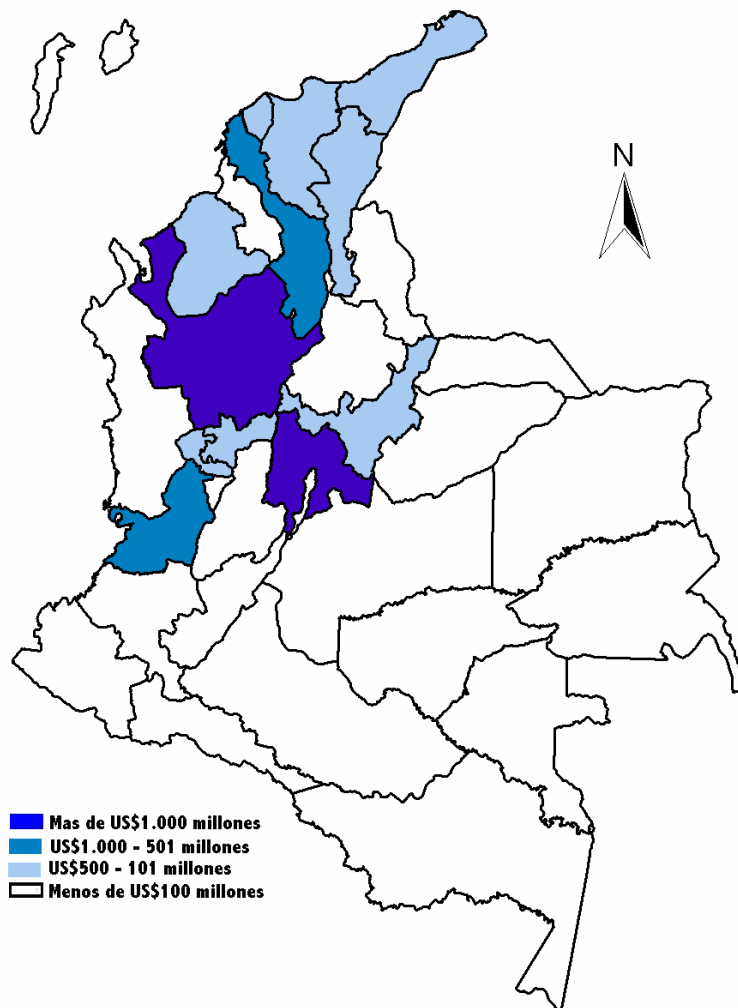 N
Mas de US$1.000 millones
US$1.000 - 501 millones
US$500 - 101 millones
Menos de US$100 millones